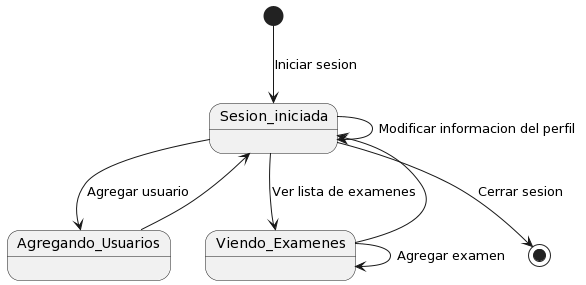 Iniciar sesion
Sesion_iniciada
Modificar informacion del perfil
Agregar usuario
Ver lista de examenes
Cerrar sesion
Agregando_Usuarios
Viendo_Examenes
Agregar examen